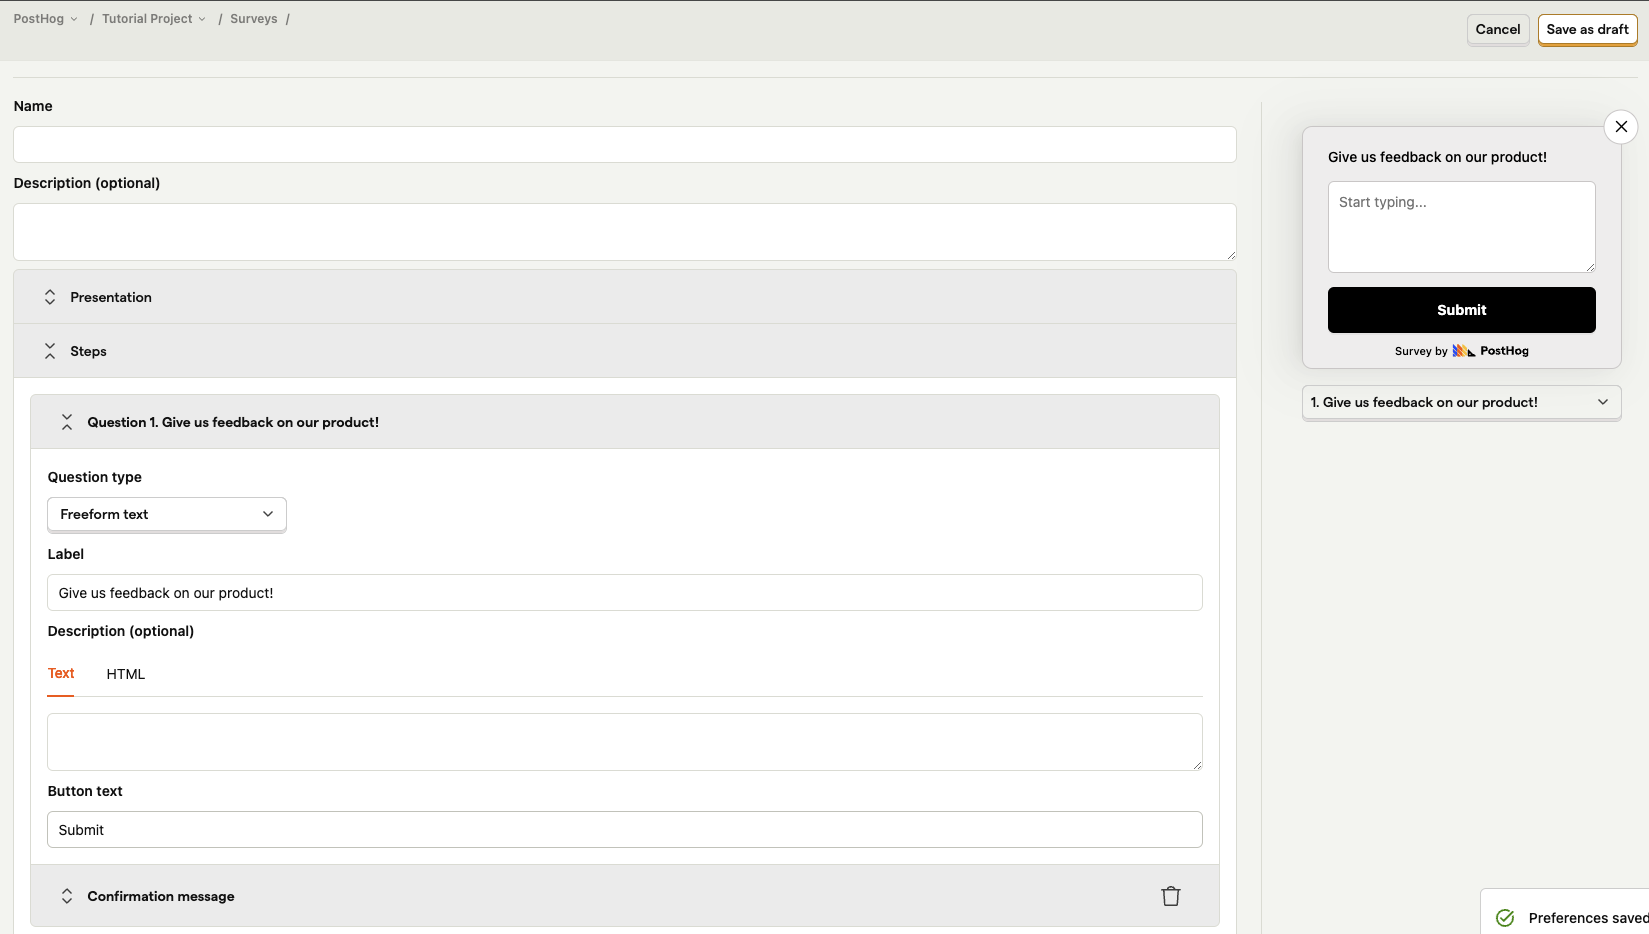 PostHog / Tutorial Project / Surveys /
Cancel Save as draft
Name
Description (optional)
Presentation
Steps
Question 1. Give us feedback on our product!
Question type
Freeform text
Label
Give us feedback on our product!
Description (optional)
Text HTML
Button text
Submit
Confirmation message
Give us feedback on our product!
Start typing...
Submit
Survey by PostHog
1. Give us feedback on our product!
Preferences saved